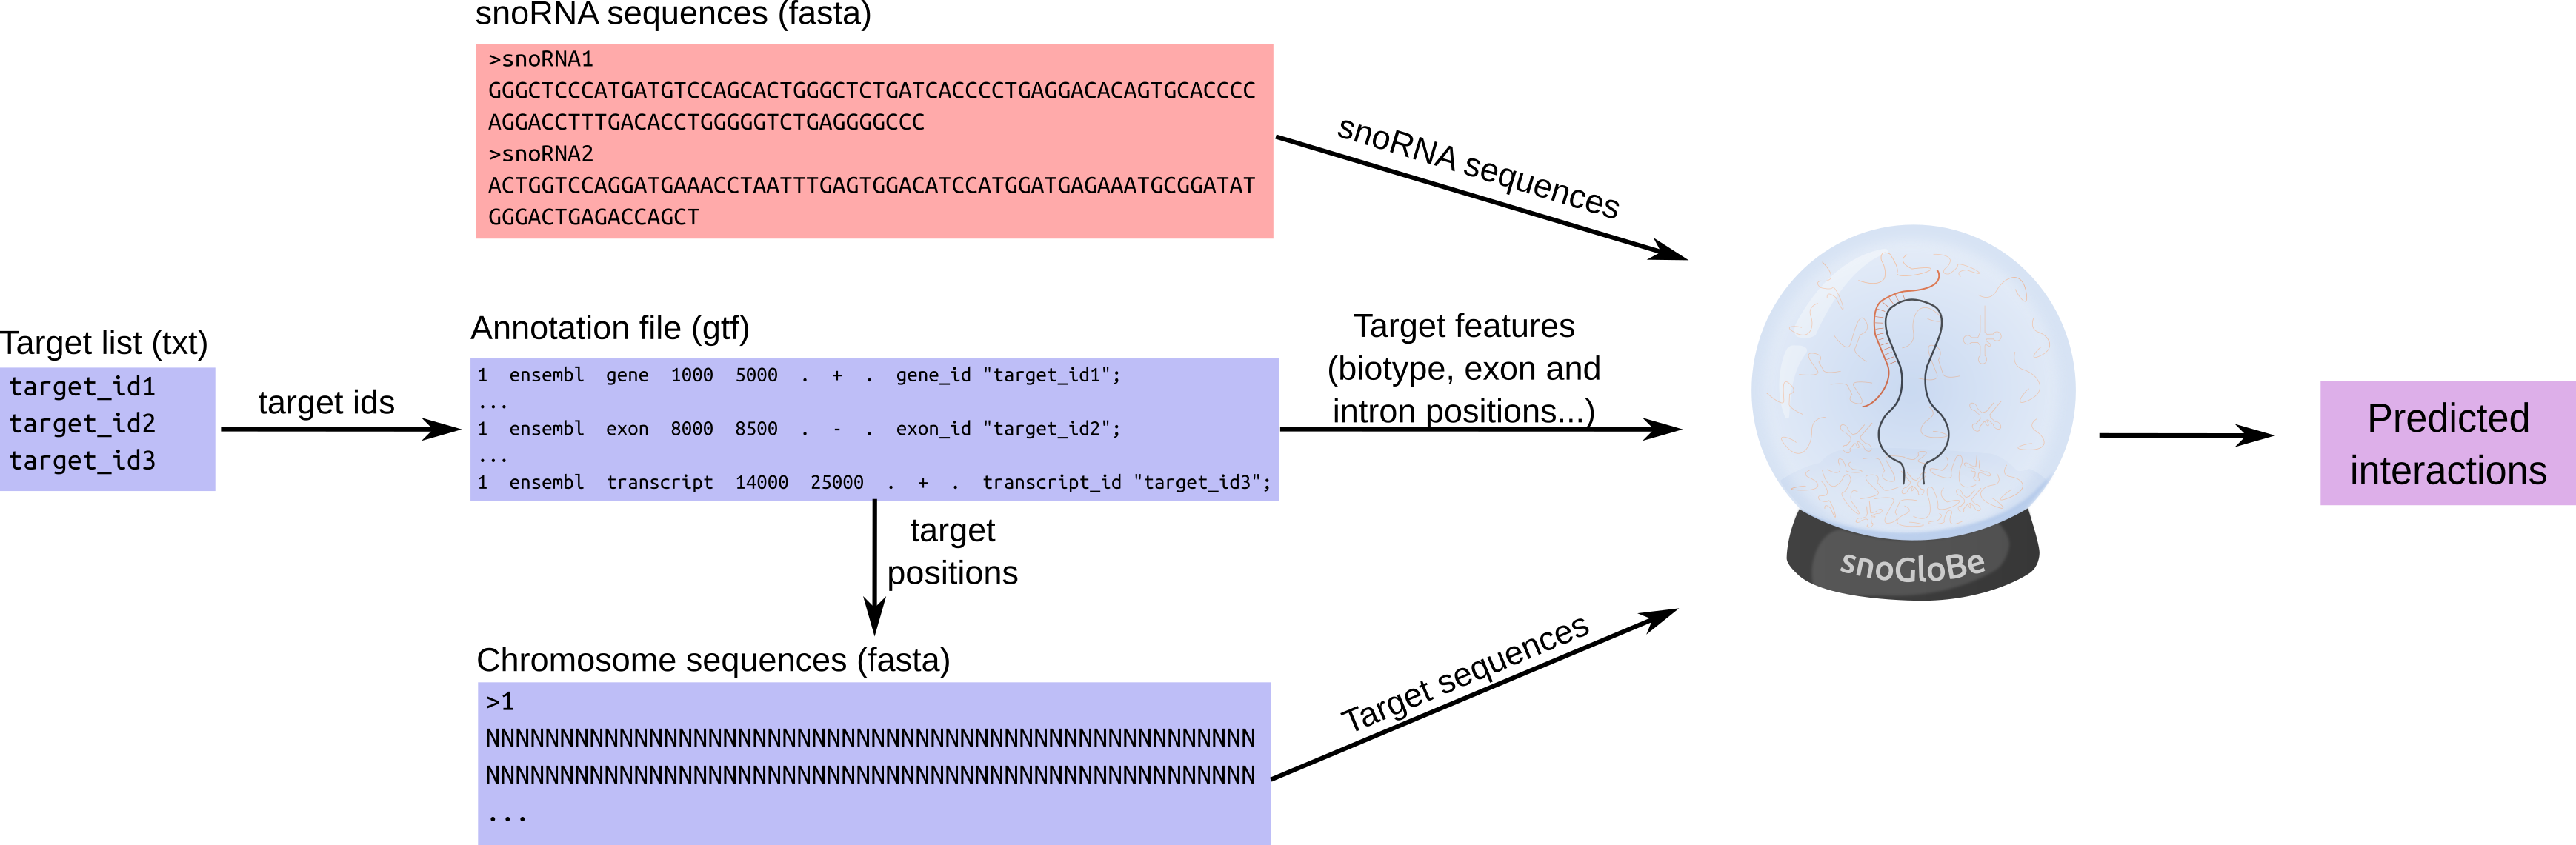 snoRNA sequences (fasta)
>snoRNA1
GGGCTCCCATGATGTCCAGCACTGGGCTCTGATCACCCCTGAGGACACAGTGCACCCC
AGGACCTTTGACACCTGGGGGTCTGAGGGGCCC
>snoRNA2
ACTGGTCCAGGATGAAACCTAATTTGAGTGGACATCCATGGATGAGAAATGCGGATAT
GGGACTGAGACCAGCT
snoRNA sequences
Target list (txt)
target_id1
target_id2
target_id3
target ids
Annotation file (gtf)
1 ensembl gene 1000 5000 . + . gene_id "target_id1";
...
1 ensembl exon 8000 8500 . - . exon_id "target_id2";
...
1 ensembl transcript 14000 25000 . + . transcript_id "target_id3";
Target features
(biotype, exon and
intron positions...)
target
positions
Chromosome sequences (fasta)
>1
NNNNNNNNNNNNNNNNNNNNNNNNNNNNNNNNNNNNNNNNNNNNNNNNNNNN
NNNNNNNNNNNNNNNNNNNNNNNNNNNNNNNNNNNNNNNNNNNNNNNNNNNN
...
Target sequences
snoGloBe
Predicted
interactions